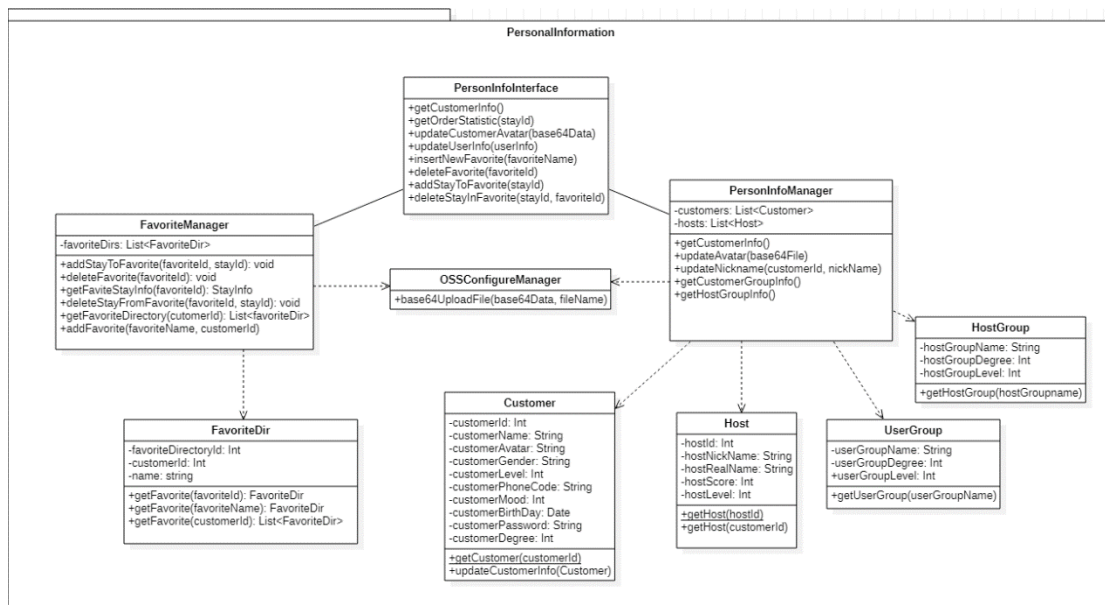 PersonalInformation
PersonInfoInterface
+getCustomerInfo()
+getOrderStatistic(stayId)
+updateCustomerAvatar(base64Data)
+updateUserInfo(userInfo)
+insertNewFavorite(favoriteName)
+deleteFavorite(favoriteId)
+addStayToFavorite(stayId)
+deleteStayInFavorite(stayId, favoriteId)
FavoriteManager
-favoriteDirs: List<FavoriteDir>
+addStayToFavorite(favoriteId, stayId): void
+deleteFavorite(favoriteId): void
+getFaviteStayInfo(favoriteId): StayInfo
+deleteStayFromFavorite(favoriteId, stayId): void
+getFavoriteDirectory(cutomerId): List<favoriteDir>
+addFavorite(favoriteName, customerId)
OSSConfigureManager
+base64UploadFile(base64Data, fileName)
PersonInfoManager
-customers: List<Customer>
-hosts: List<Host>
+getCustomerInfo()
+updateAvatar(base64File)
+updateNickname(customerId, nickName)
+getCustomerGroupInfo()
+getHostGroupInfo()
HostGroup
-hostGroupName: String
-hostGroupDegree: Int
-hostGroupLevel: Int
+getHostGroup(hostGroupname)
FavoriteDir
-favoriteDirectoryId: Int
-customerId: Int
-name: string
+getFavorite(favoriteId): FavoriteDir
+getFavorite(favoriteName): FavoriteDir
+getFavorite(customerId): List<FavoriteDir>
Customer
-customerId: Int
-customerName: String
-customerAvatar: String
-customerGender: String
-customerLevel: Int
-customerPhoneCode: String
-customerMood: Int
-customerBirthDay: Date
-customerPassword: String
-customerDegree: Int
+getCustomer(customerId)
+updateCustomerInfo(Customer)
Host
-hostId: Int
-hostNickName: String
-hostRealName: String
-hostScore: Int
-hostLevel: Int
+getHost(hostId)
+getHost(customerId)
UserGroup
-userGroupName: String
-userGroupDegree: Int
+userGroupLevel: Int
+getUserGroup(userGroupName)